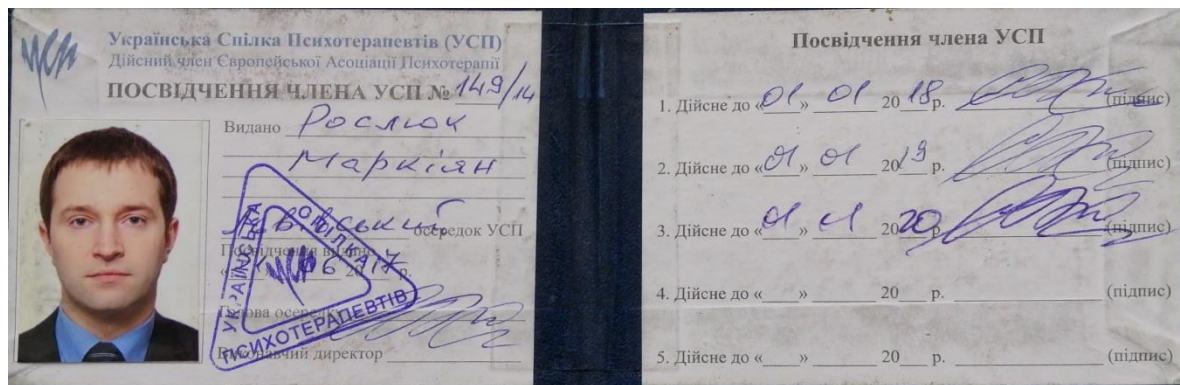 УСП
Українська Спілка Психотерапевтів (УСП)
Дійсний член Європейської Асоціації Психотерапії
ПОСВІДЧЕННЯ ЧЛЕНА УСП № 149/14
Видано Рослюк
Маркіян
Львівський осередок УСП
Посвідчення видано
« » 06 2017 р.
Голова осередку
Виконавчий директор
УКРАЇНСЬКА СПІЛКА ПСИХОТЕРАПЕВТІВ
УСП
Посвідчення члена УСП
1. Дійсне до «01» 01 2018 р. (підпис)
2. Дійсне до «01» 01 2019 р. (підпис)
3. Дійсне до «01» 01 2020 р. (підпис)
4. Дійсне до « » 20 р. (підпис)
5. Дійсне до « » 20 р. (підпис)